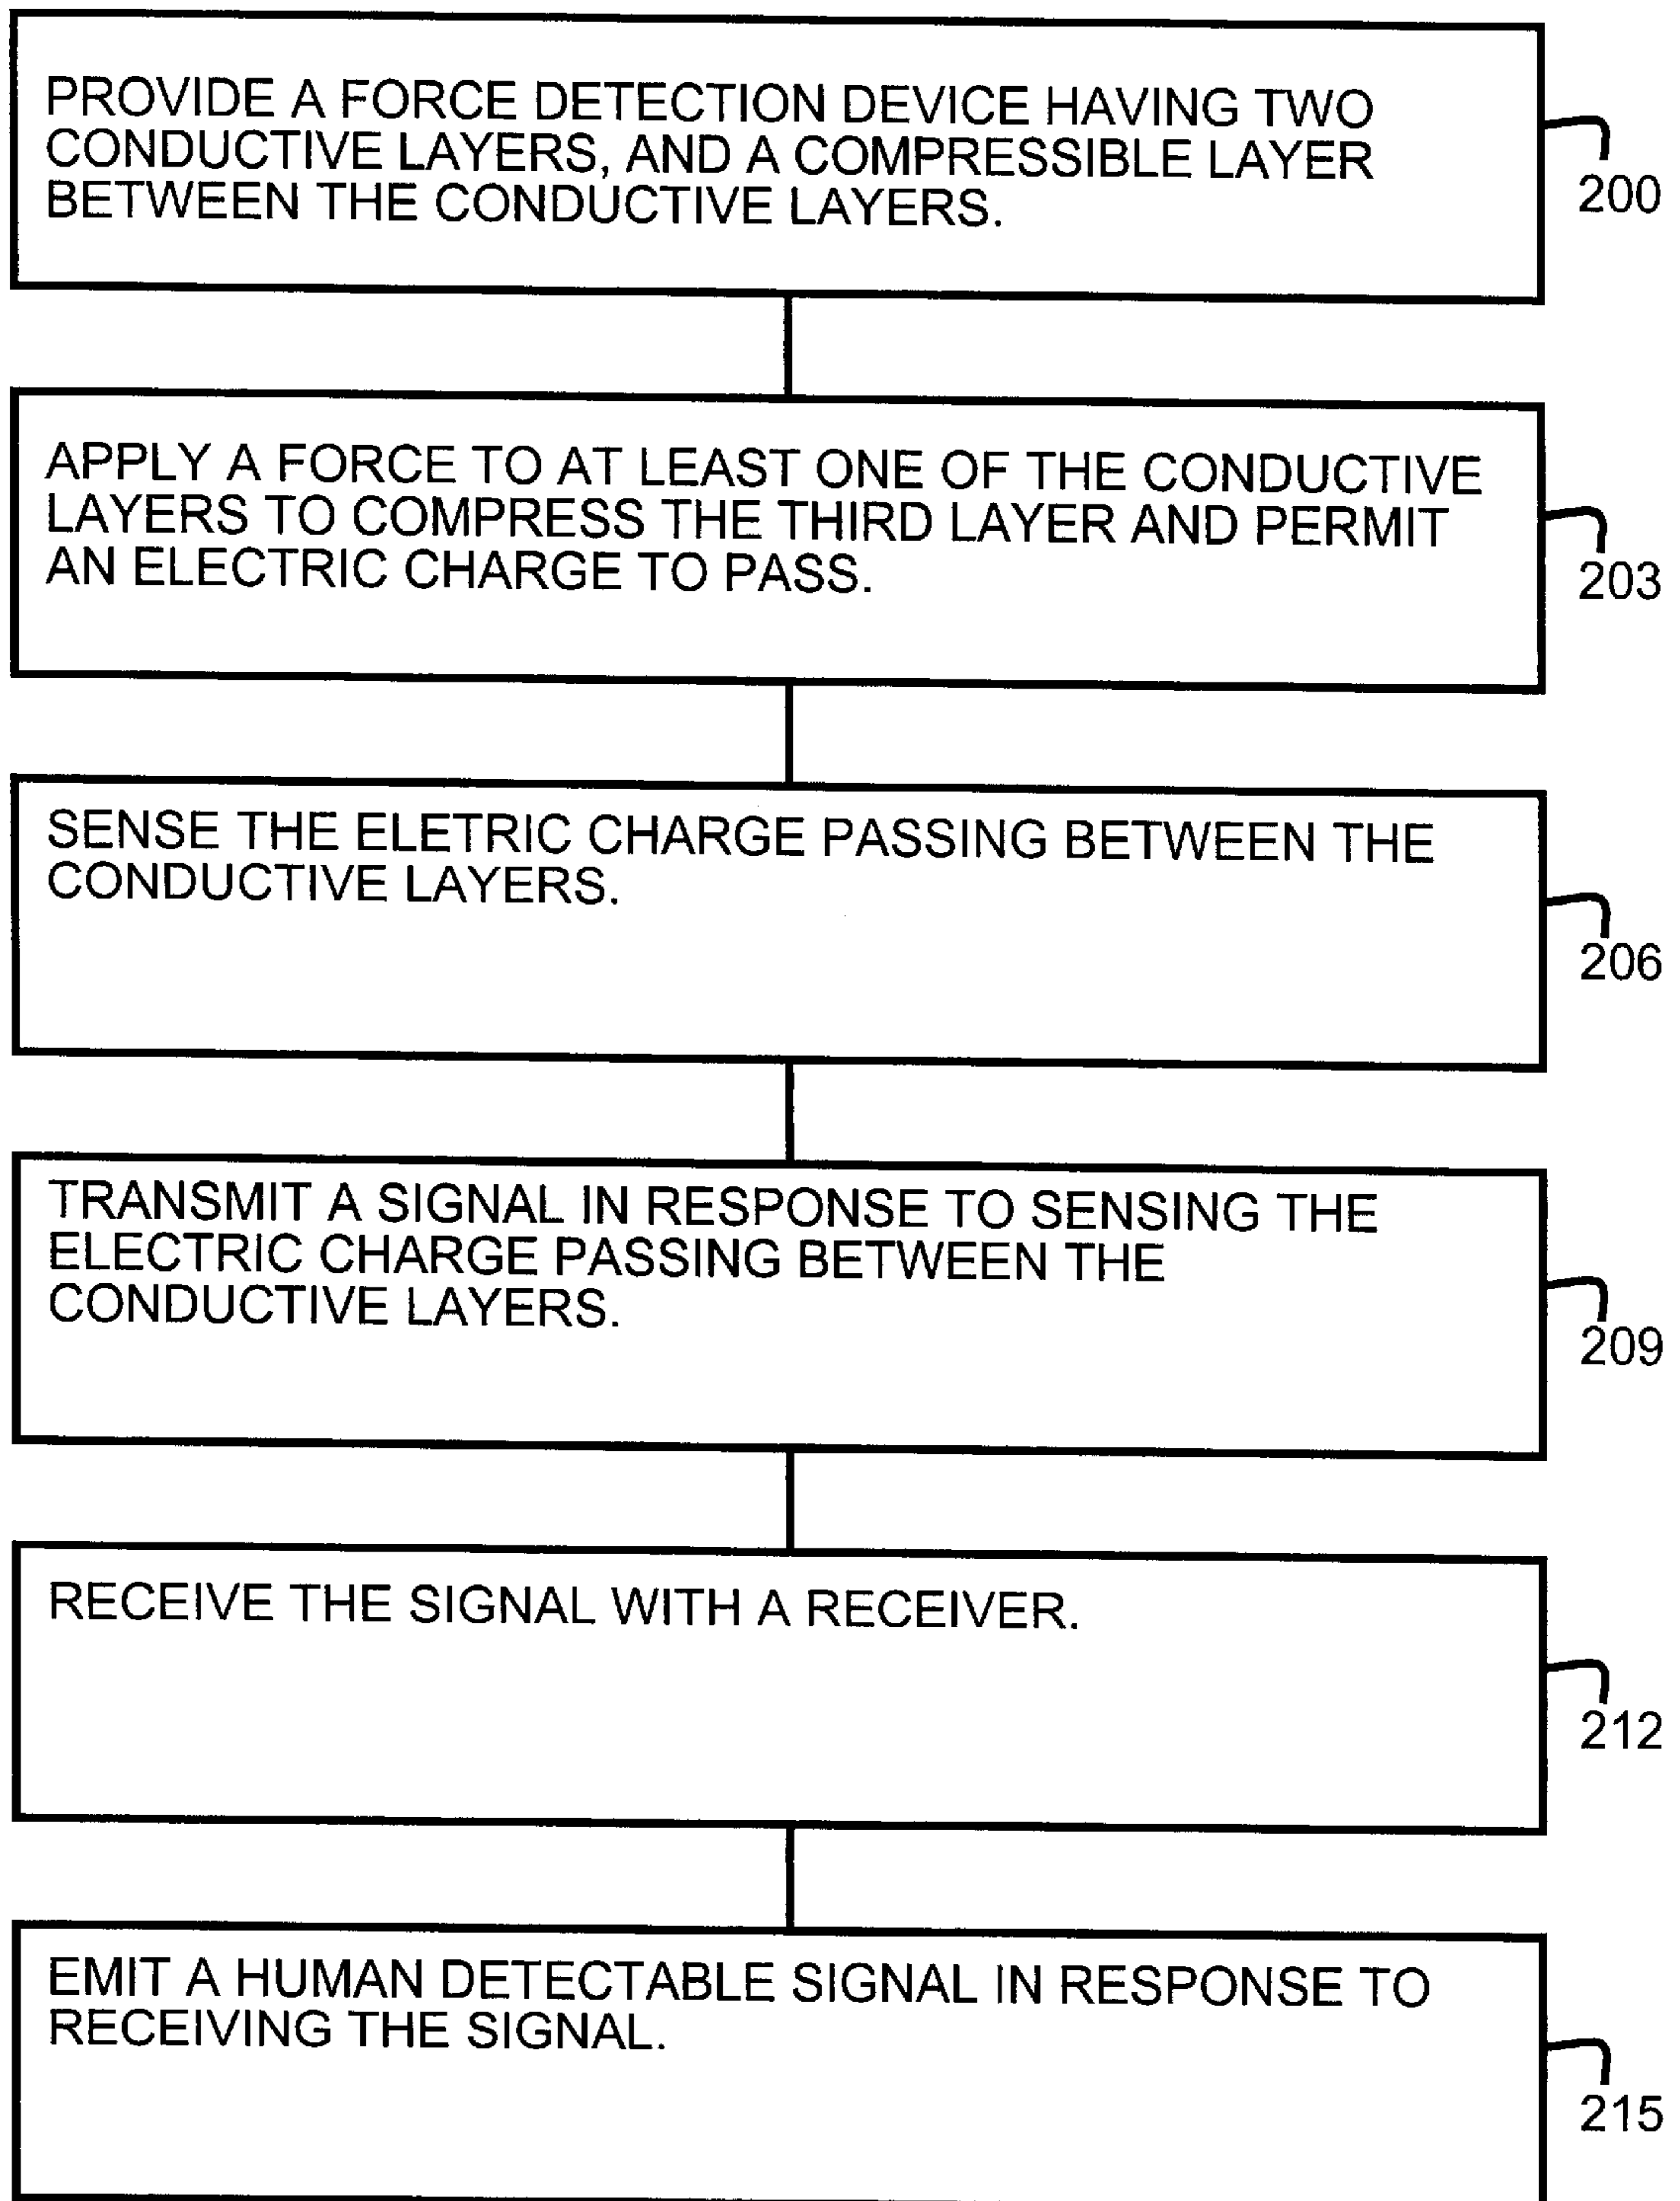 PROVIDE A FORCE DETECTION DEVICE HAVING TWO
CONDUCTIVE LAYERS, AND A COMPRESSIBLE LAYER
BETWEEN THE CONDUCTIVE LAYERS.
200
APPLY A FORCE TO AT LEAST ONE OF THE CONDUCTIVE
LAYERS TO COMPRESS THE THIRD LAYER AND PERMIT
AN ELECTRIC CHARGE TO PASS.
203
SENSE THE ELETRIC CHARGE PASSING BETWEEN THE
CONDUCTIVE LAYERS.
206
TRANSMIT A SIGNAL IN RESPONSE TO SENSING THE
ELECTRIC CHARGE PASSING BETWEEN THE
CONDUCTIVE LAYERS.
209
RECEIVE THE SIGNAL WITH A RECEIVER.
212
EMIT A HUMAN DETECTABLE SIGNAL IN RESPONSE TO
RECEIVING THE SIGNAL.
215